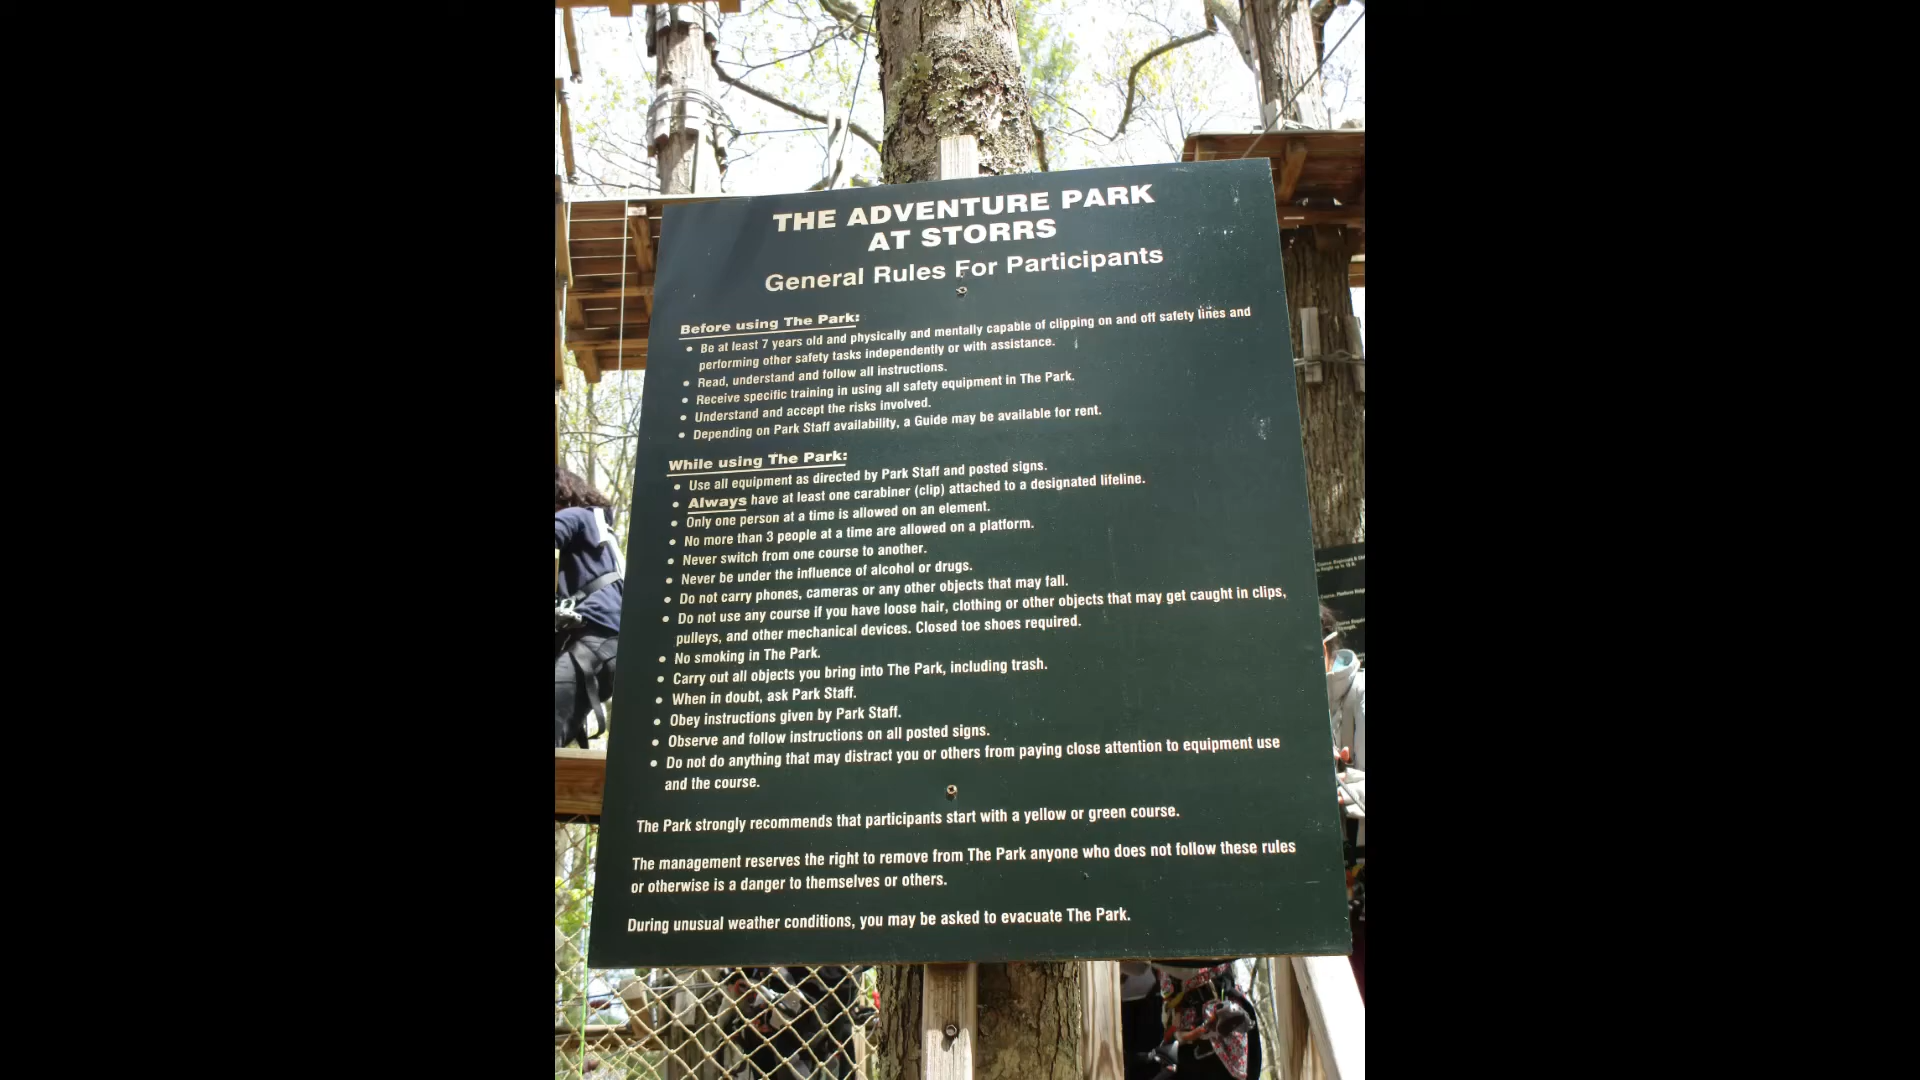 THE ADVENTURE PARK
AT STORRS
General Rules For Participants
Before using The Park:
• Be at least 7 years old and physically and mentally capable of clipping on and off safety lines and
performing other safety tasks independently or with assistance.
• Read, understand and follow all instructions.
• Receive specific training in using all safety equipment in The Park.
• Understand and accept the risks involved.
• Depending on Park Staff availability, a Guide may be available for rent.
While using The Park:
• Use all equipment as directed by Park Staff and posted signs.
• Always have at least one carabiner (clip) attached to a designated lifeline.
• Only one person at a time is allowed on an element.
• No more than 3 people at a time are allowed on a platform.
• Never switch from one course to another.
• Never be under the influence of alcohol or drugs.
• Do not carry phones, cameras or any other objects that may fall.
• Do not use any course if you have loose hair, clothing or other objects that may get caught in clips,
pulleys, and other mechanical devices. Closed toe shoes required.
• No smoking in The Park.
• Carry out all objects you bring into The Park, including trash.
• When in doubt, ask Park Staff.
• Obey instructions given by Park Staff.
• Observe and follow instructions on all posted signs.
• Do not do anything that may distract you or others from paying close attention to equipment use
and the course.
The Park strongly recommends that participants start with a yellow or green course.
The management reserves the right to remove from The Park anyone who does not follow these rules
or otherwise is a danger to themselves or others.
During unusual weather conditions, you may be asked to evacuate The Park.